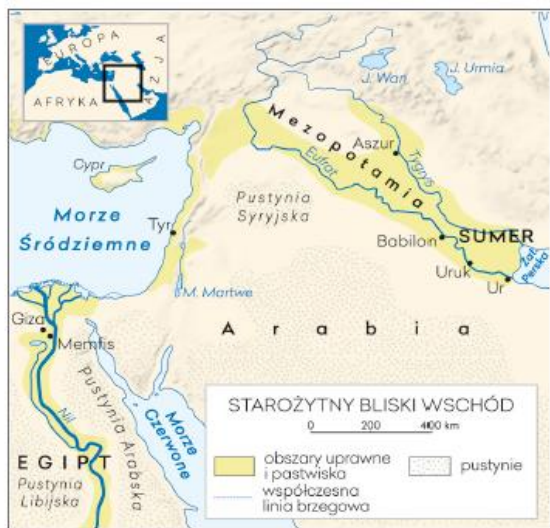 EUROPA
AZJA
AFRYKA
J. Wan
J. Urmia
Mezopotamia
Aszur
Tygrys
Eufrat
Cypr
Pustynia
Syryjska
Morze
Śródziemne
Tyr
Babilon
SUMER
Uruk
Ur
Zat.
Perska
M. Martwe
Giza
Memfis
Arabia
Pustynia Arabska
Morze
Czerwone
Nil
EGIPT
Pustynia
Libijska
STAROŻYTNY BLISKI WSCHÓD
0 200 400 km
obszary uprawne
i pastwiska
pustynie
współczesna
linia brzegowa